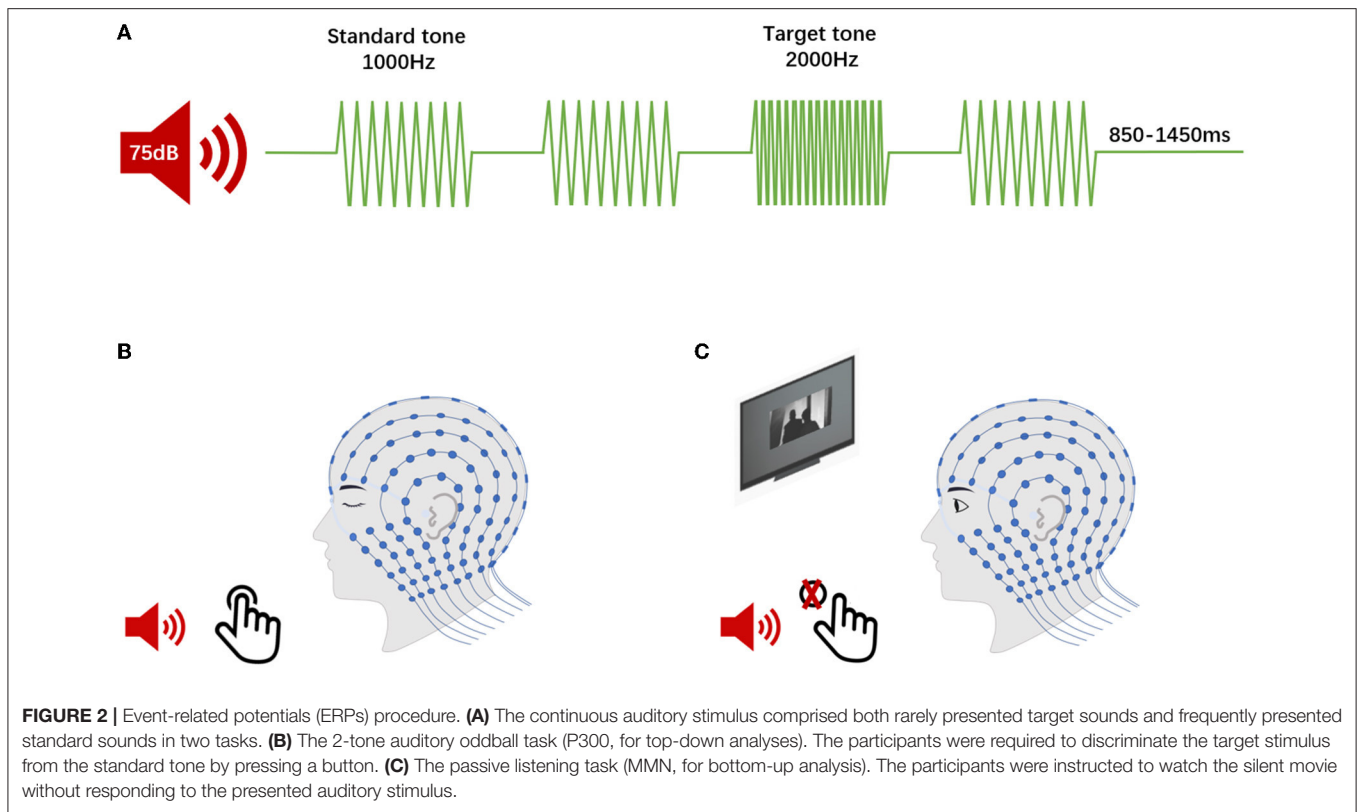 A
Standard tone
1000Hz
Target tone
2000Hz
75dB
850-1450ms
B
C
X
FIGURE 2 | Event-related potentials (ERPs) procedure. (A) The continuous auditory stimulus comprised both rarely presented target sounds and frequently presented
standard sounds in two tasks. (B) The 2-tone auditory oddball task (P300, for top-down analyses). The participants were required to discriminate the target stimulus
from the standard tone by pressing a button. (C) The passive listening task (MMN, for bottom-up analysis). The participants were instructed to watch the silent movie
without responding to the presented auditory stimulus.